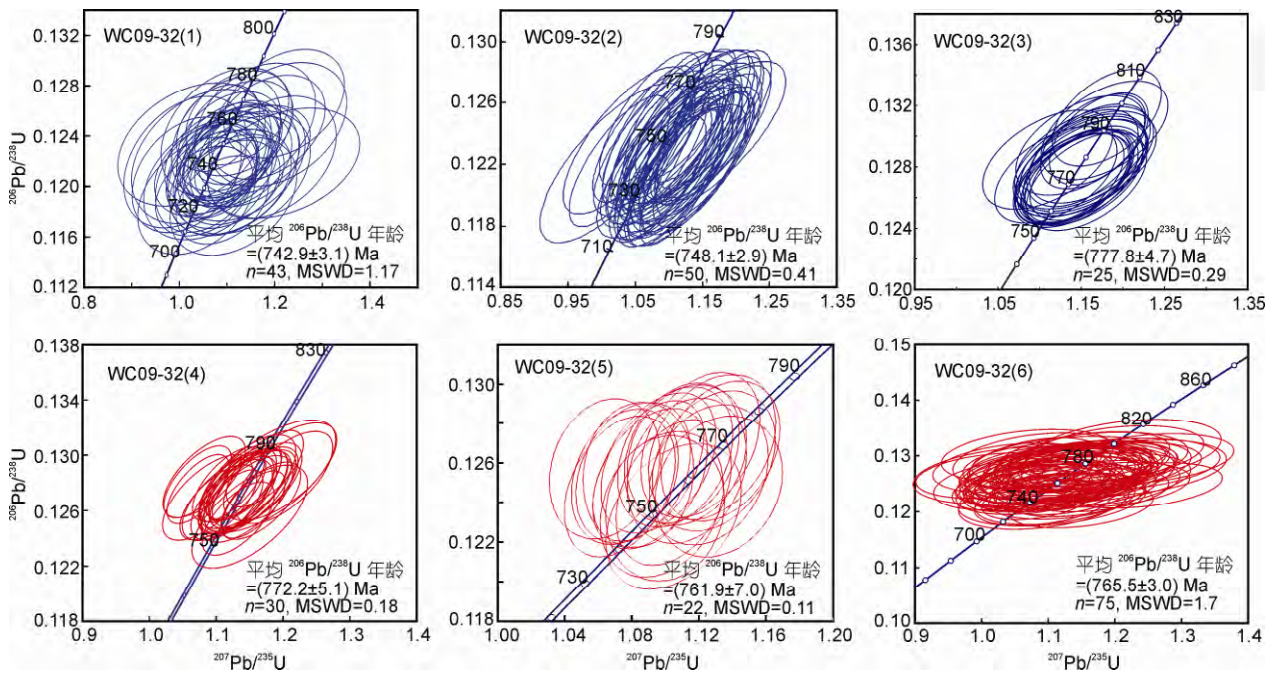 WC09-32(1)
0.132
0.128
0.124
0.120
0.116
0.112
206Pb/238U
800
780
760
740
720
700
平均 206Pb/238U 年龄
=(742.9±3.1) Ma
n=43, MSWD=1.17
0.8 1.0 1.2 1.4
WC09-32(2)
0.130
0.126
0.122
0.118
0.114
790
770
750
730
710
平均 206Pb/238U 年龄
=(748.1±2.9) Ma
n=50, MSWD=0.41
0.85 0.95 1.05 1.15 1.25 1.35
WC09-32(3)
0.136
0.132
0.128
0.124
0.120
830
810
790
770
750
平均 206Pb/238U 年龄
=(777.8±4.7) Ma
n=25, MSWD=0.29
0.95 1.05 1.15 1.25 1.35
WC09-32(4)
0.138
0.134
0.130
0.126
0.122
0.118
206Pb/238U
830
790
750
平均 206Pb/238U 年龄
=(772.2±5.1) Ma
n=30, MSWD=0.18
0.9 1.0 1.1 1.2 1.3 1.4
207Pb/235U
WC09-32(5)
0.130
0.126
0.122
0.118
790
770
750
730
平均 206Pb/238U 年龄
=(761.9±7.0) Ma
n=22, MSWD=0.11
1.00 1.04 1.08 1.12 1.16 1.20
207Pb/235U
WC09-32(6)
0.15
0.14
0.13
0.12
0.11
0.10
860
820
780
740
700
平均 206Pb/238U 年龄
=(765.5±3.0) Ma
n=75, MSWD=1.7
0.9 1.0 1.1 1.2 1.3 1.4
207Pb/235U